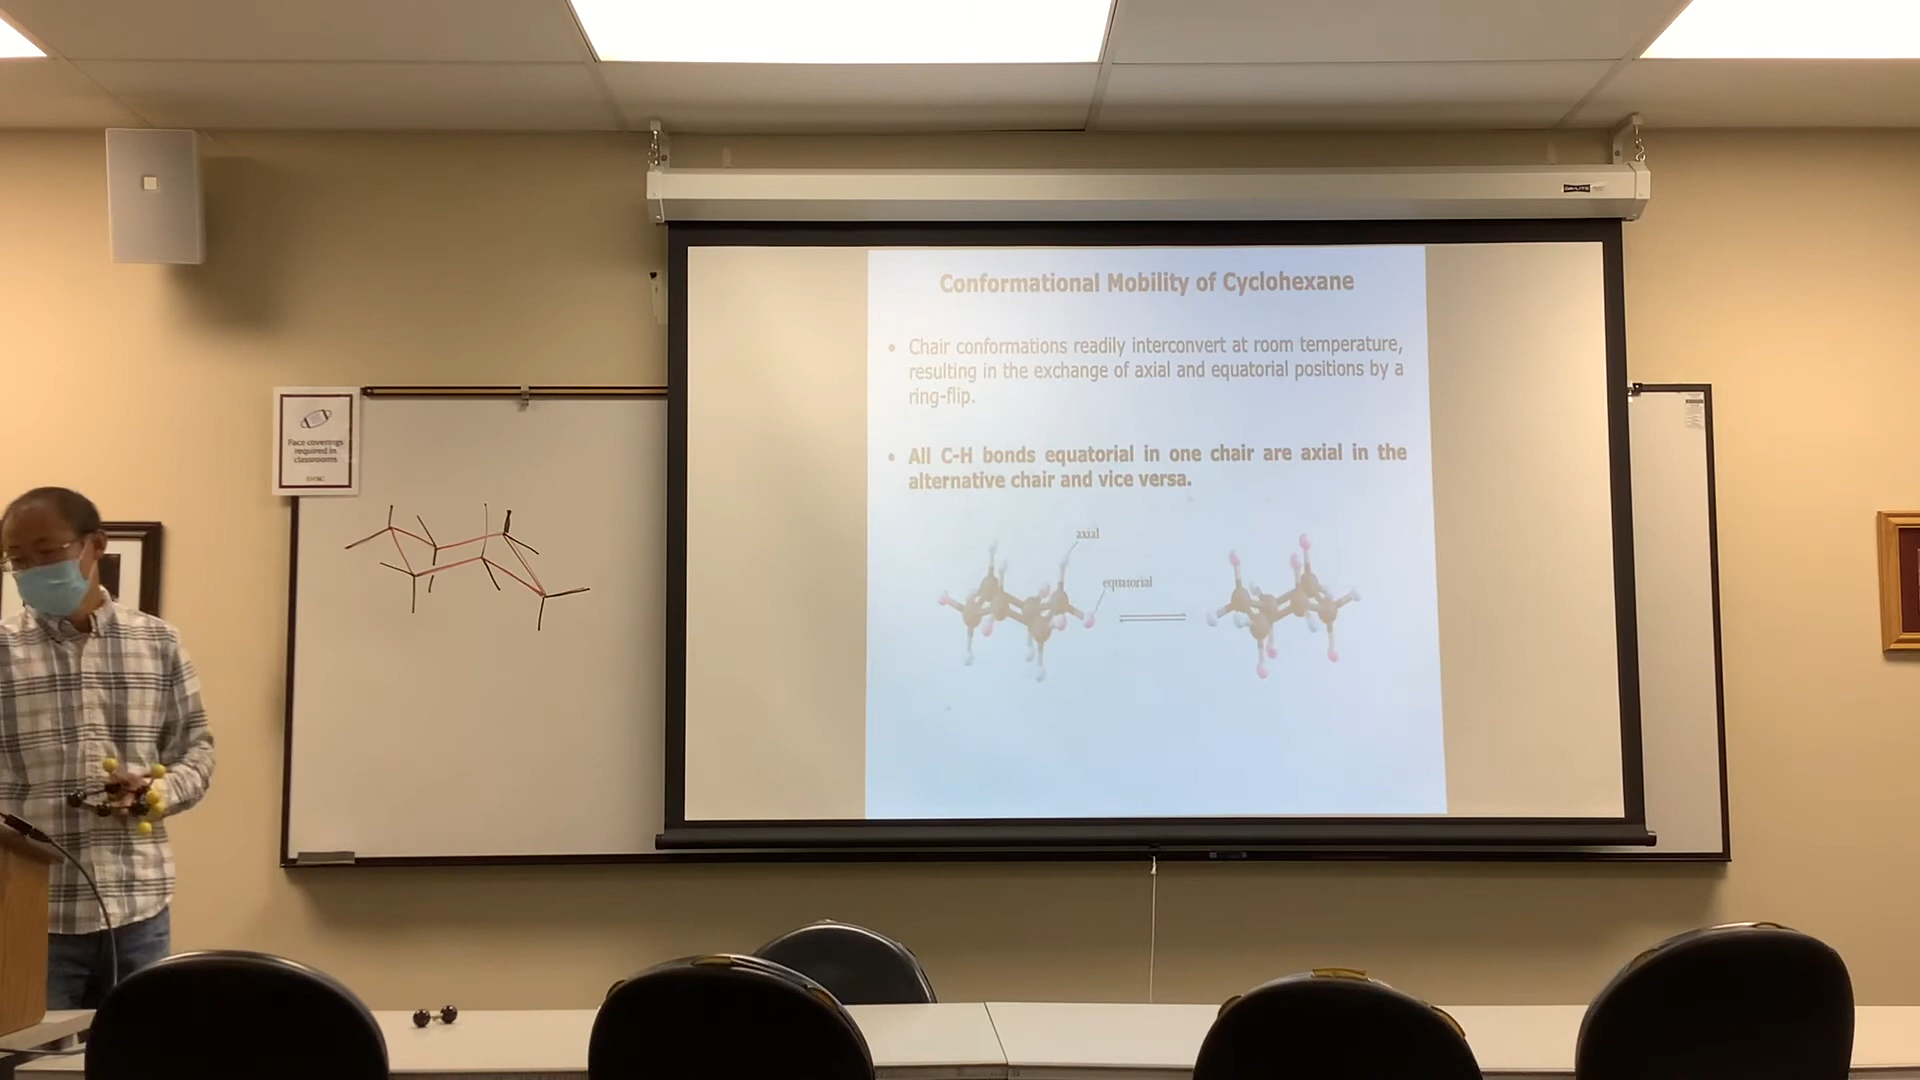 DA-LITE
Conformational Mobility of Cyclohexane
• Chair conformations readily interconvert at room temperature,
resulting in the exchange of axial and equatorial positions by a
ring-flip.
• All C-H bonds equatorial in one chair are axial in the
alternative chair and vice versa.
axial
equatorial
Face coverings
required in
classrooms